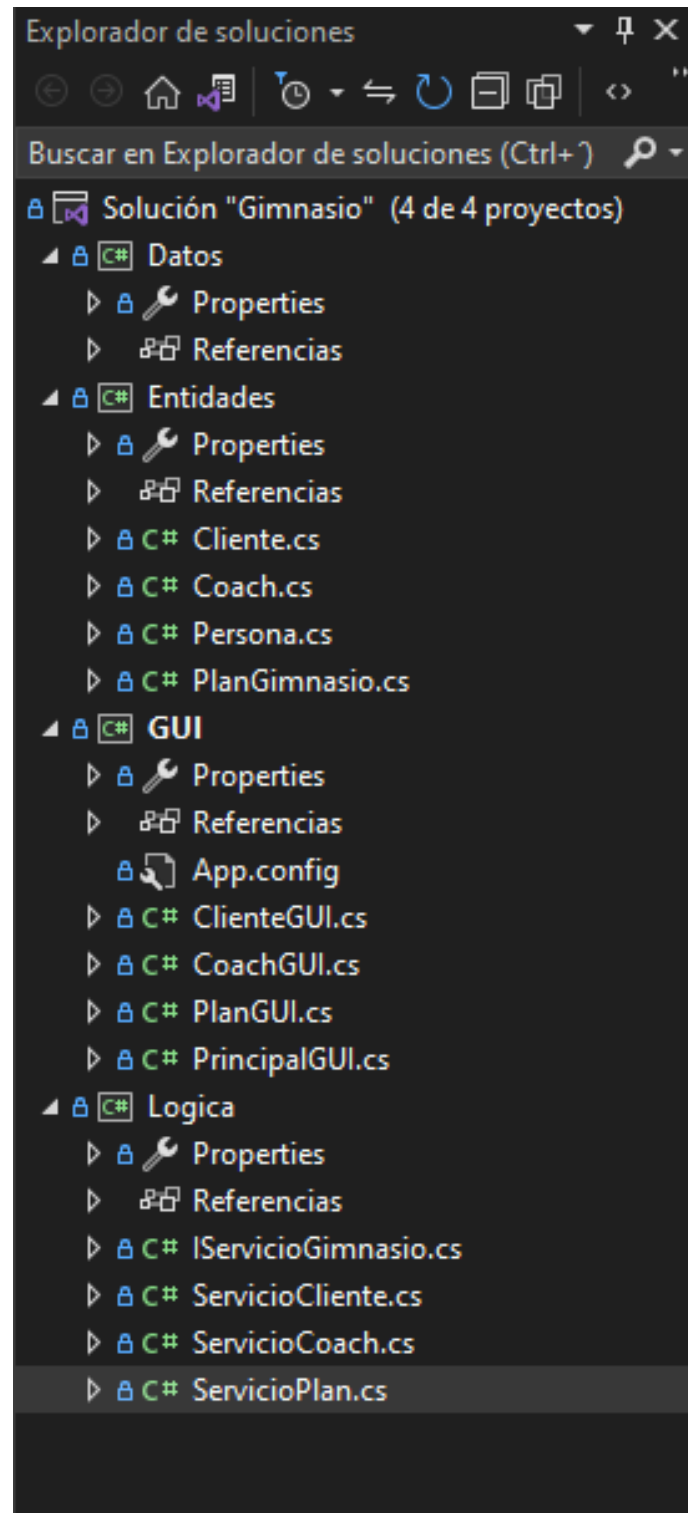 Explorador de soluciones
Buscar en Explorador de soluciones (Ctrl+´)
Solución "Gimnasio" (4 de 4 proyectos)
C# Datos
Properties
Referencias
C# Entidades
Properties
Referencias
C# Cliente.cs
C# Coach.cs
C# Persona.cs
C# PlanGimnasio.cs
C# GUI
Properties
Referencias
App.config
C# ClienteGUI.cs
C# CoachGUI.cs
C# PlanGUI.cs
C# PrincipalGUI.cs
C# Logica
Properties
Referencias
C# IServicioGimnasio.cs
C# ServicioCliente.cs
C# ServicioCoach.cs
C# ServicioPlan.cs